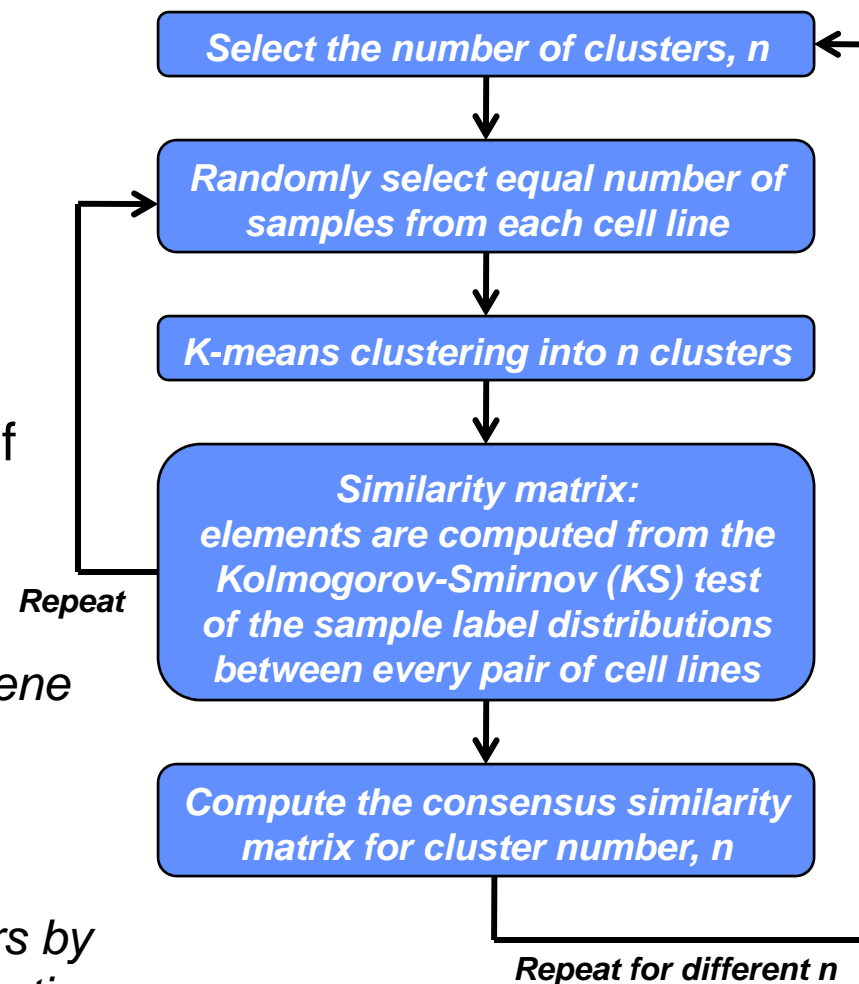 Select the number of clusters, n
Randomly select equal number of
samples from each cell line
K-means clustering into n clusters
f
Similarity matrix:
elements are computed from the
Kolmogorov-Smirnov (KS) test
of the sample label distributions
between every pair of cell lines
Repeat
ene
Compute the consensus similarity
matrix for cluster number, n
rs by
Repeat for different n